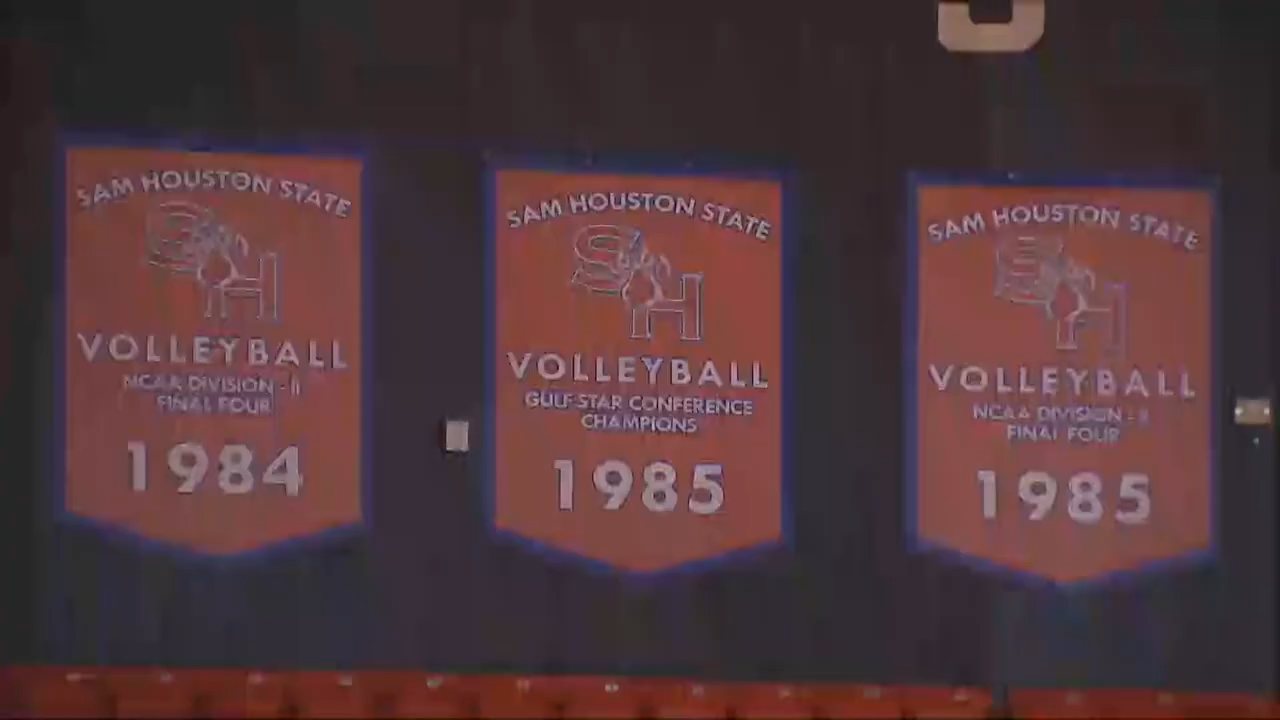 SAM HOUSTON STATE
SH
VOLLEYBALL
NCAA DIVISION - II
FINAL FOUR
1984
SAM HOUSTON STATE
SH
VOLLEYBALL
GULF STAR CONFERENCE
CHAMPIONS
1985
SAM HOUSTON STATE
SH
VOLLEYBALL
NCAA DIVISION - II
FINAL FOUR
1985